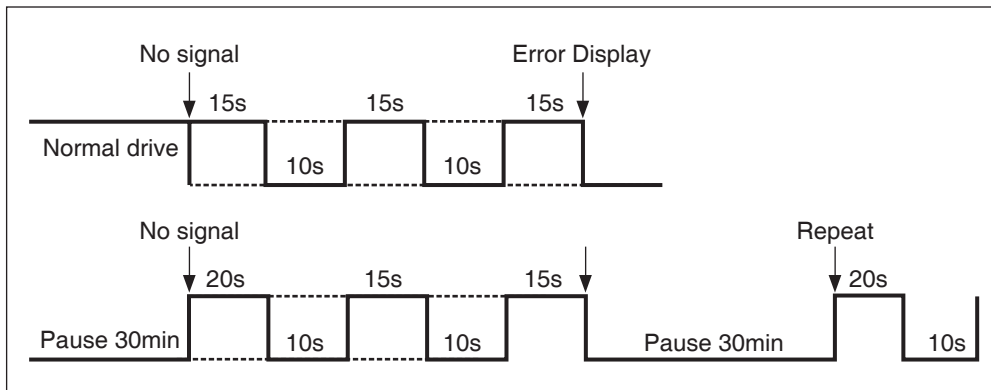 No signal Error Display
15s 15s 15s
Normal drive
10s 10s
No signal Repeat
20s 15s 15s 20s
Pause 30min 10s 10s Pause 30min 10s